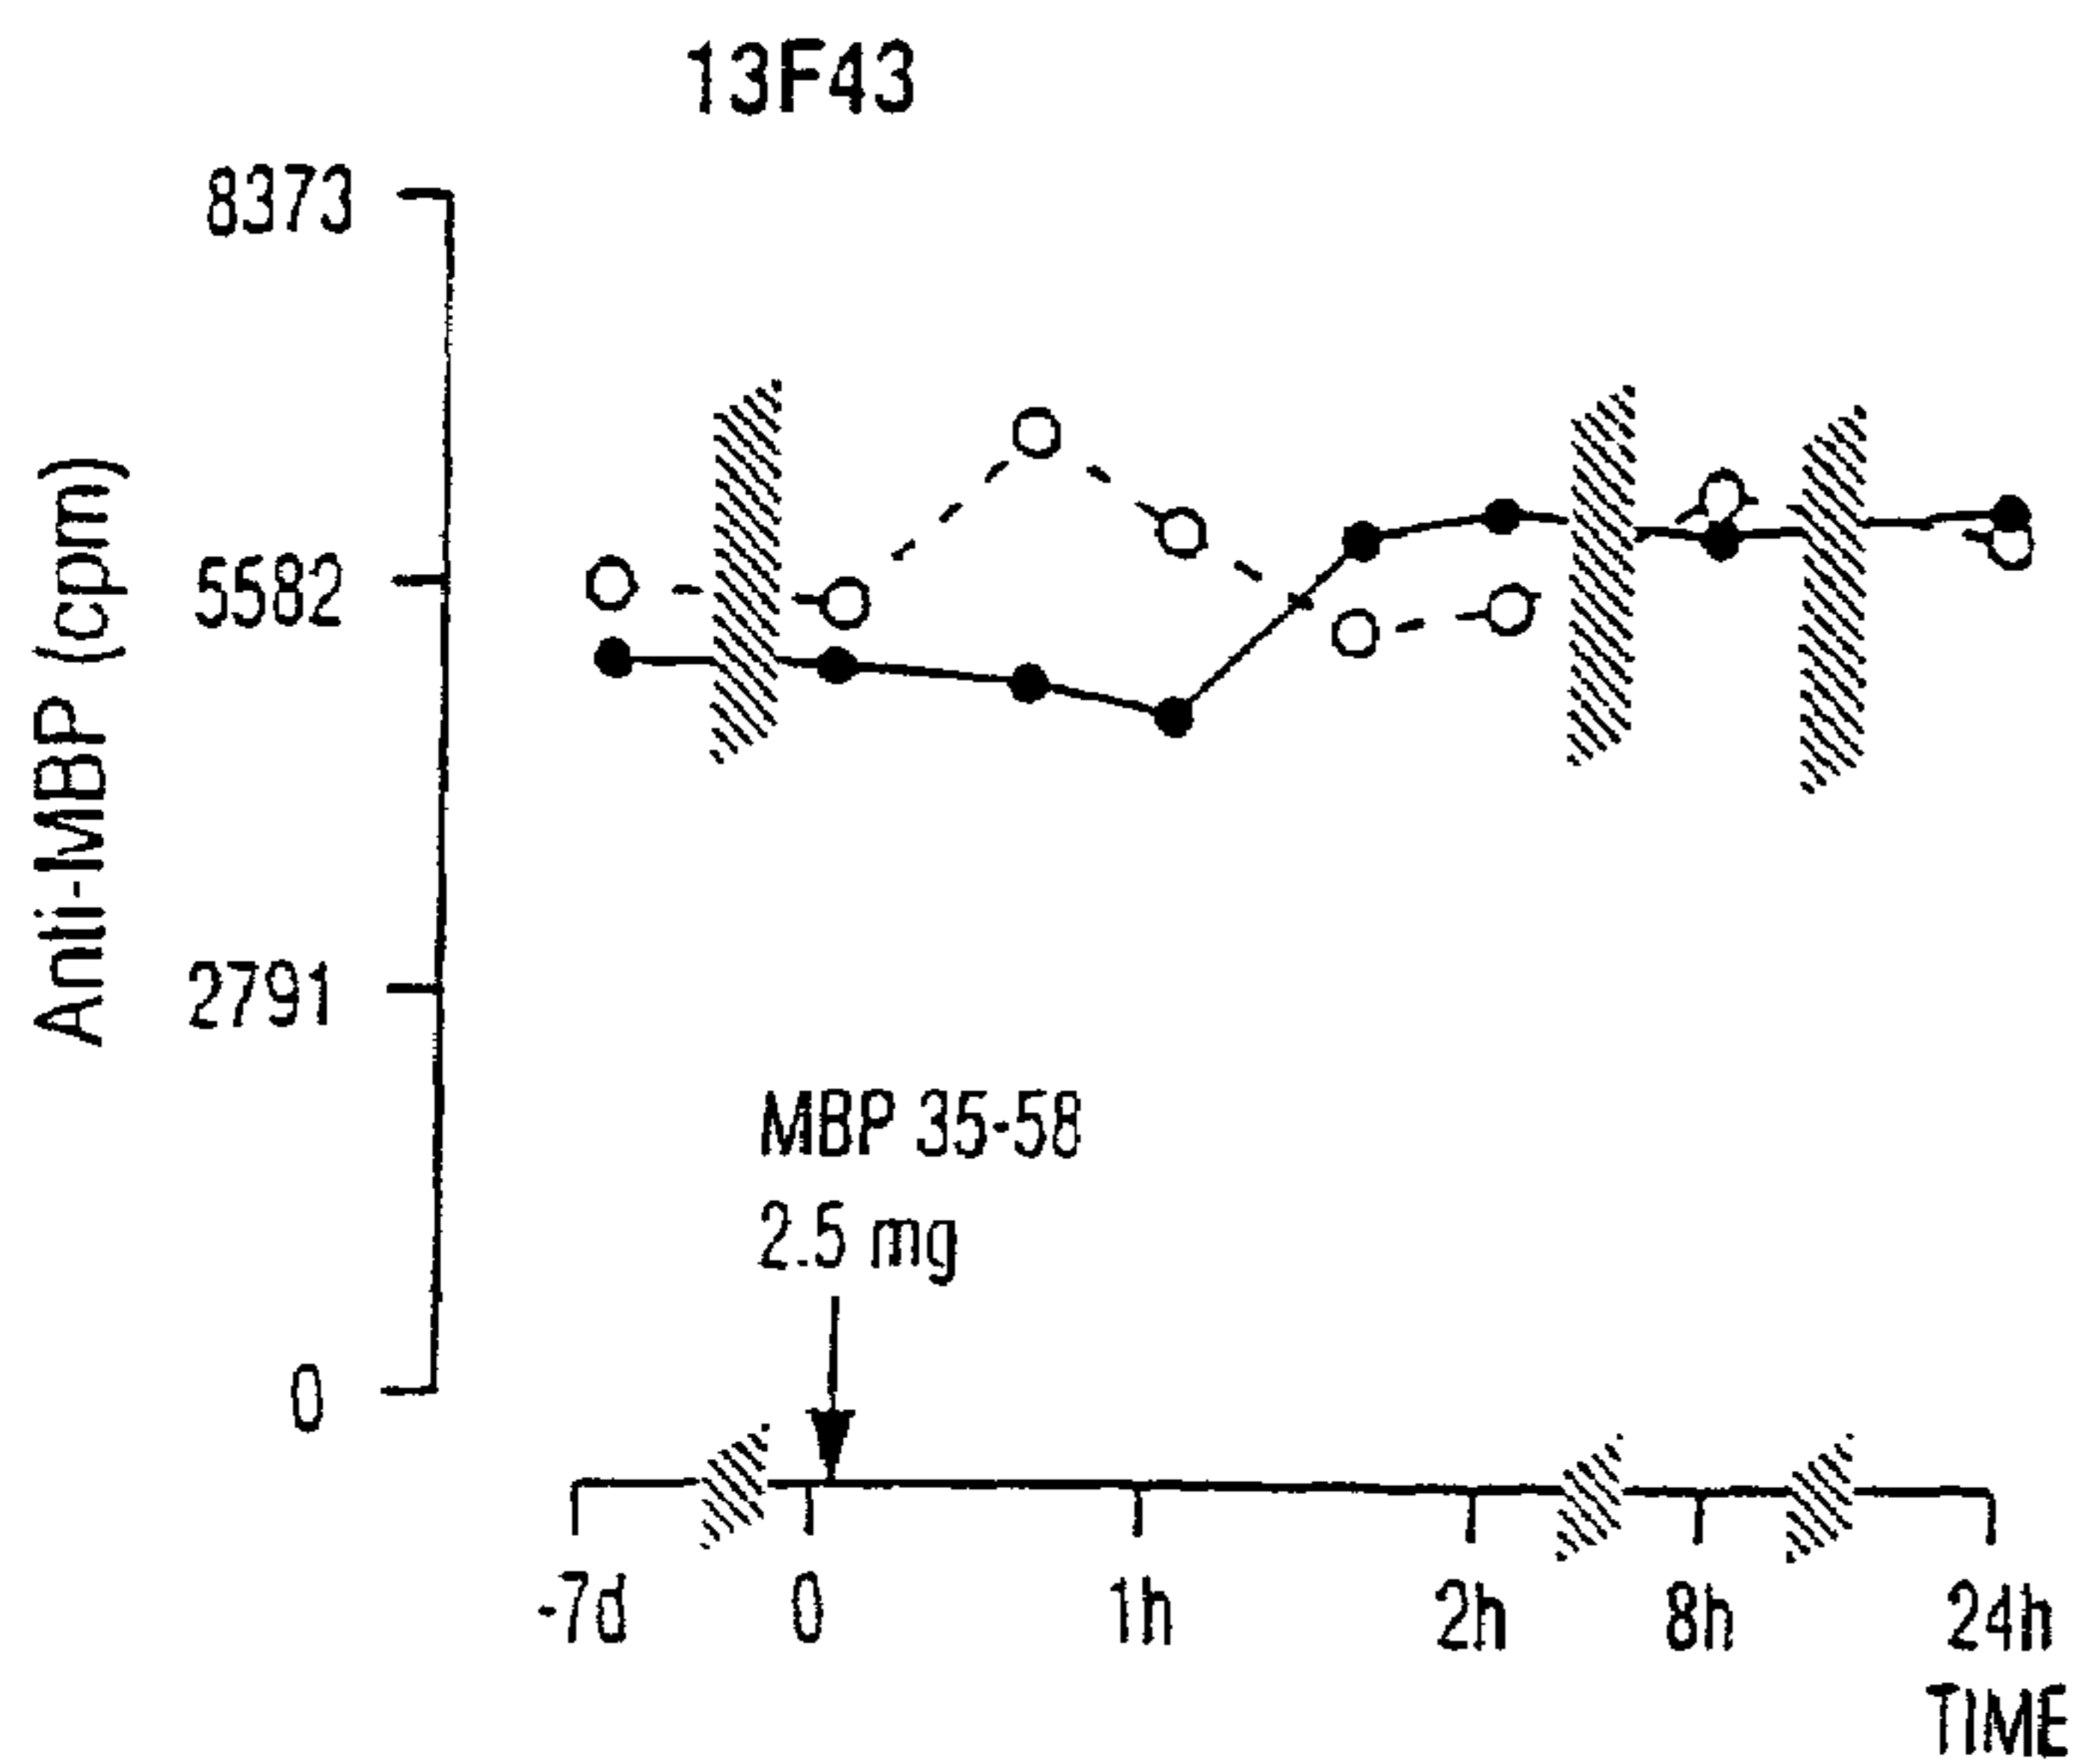 13F43
8373
5582
2791
0
Anti-MBP (cpm)
MBP 35-58
2.5 mg
-7d 0 1h 2h 8h 24h
TIME